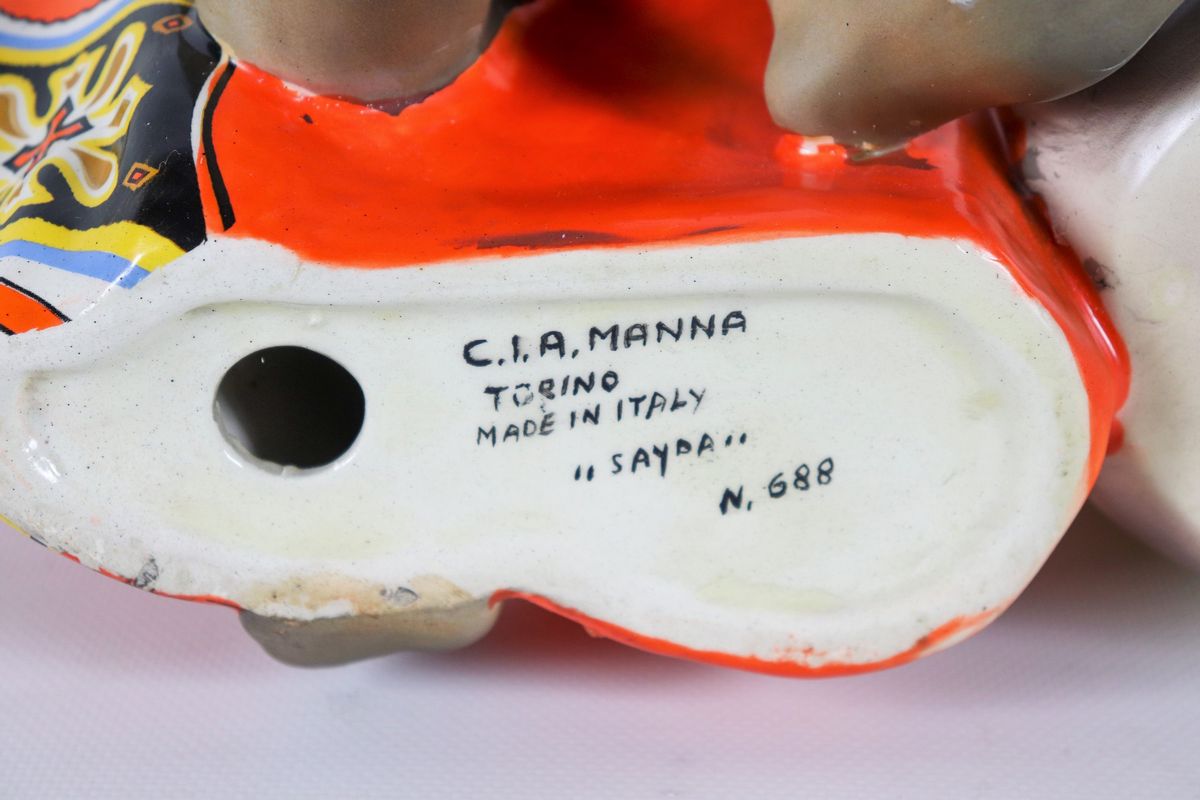 C.I.A. MANNA
TORINO
MADE IN ITALY
„SAYDA„
N. 688